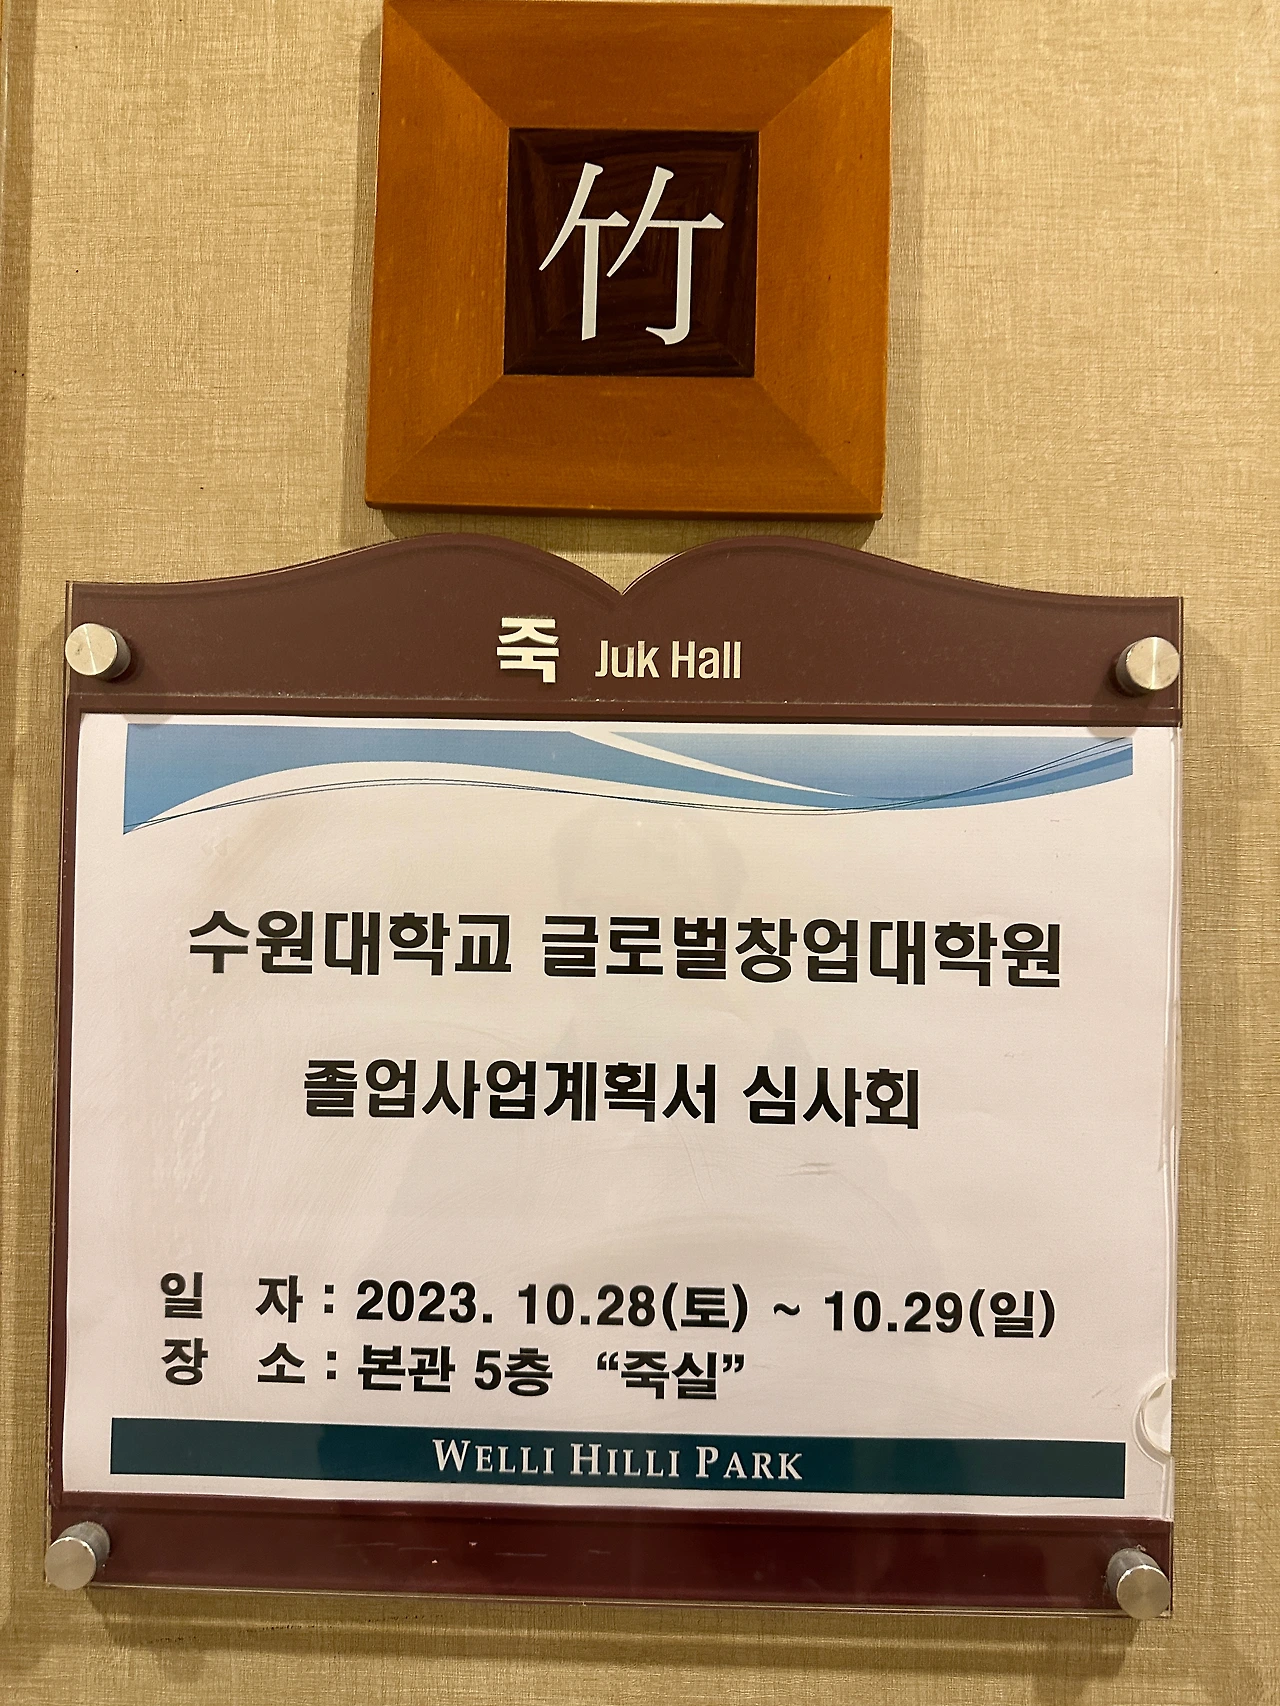 竹
죽 Juk Hall
수원대학교 글로벌창업대학원
졸업사업계획서 심사회
일 자 : 2023. 10.28(토) ~ 10.29(일)
장 소 : 본관 5층 “죽실”
WELLI HILLI PARK